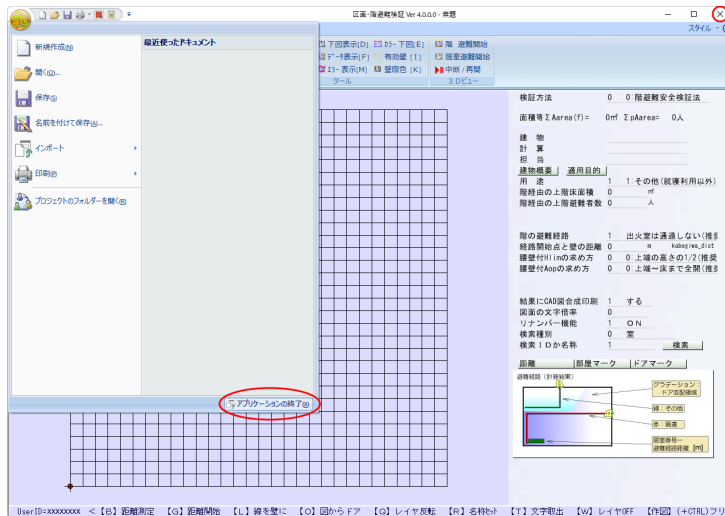 区画・階避難検証 Ver 4.0.0.0 - 無題
スタイル
新規作成(N)
開く(O)...
保存(S)
名前を付けて保存(A)...
インポート
印刷(P)
プロジェクトのフォルダーを開く(B)
最近使ったドキュメント
アプリケーションの終了(X)
下図表示[D] カラー下図[E] 階 避難開始
データ表示[F] 有効壁 [I] 居室避難開始
エラー表示[M] 壁際色 [K] 中断/再開
ツール 3Dビュー
検証方法 0 0:階避難安全検証法
面積等ΣAarea(f)= 0㎡ ΣpAarea= 0人
建 物
計 算
担 当
建物概要 適用目的
用 途 1 1:その他(就寝利用以外)
階経由の上階床面積 0 ㎡
階経由の上階避難者数 0 人
階の避難経路 1 出火室は通過しない(推奨
経路開始点と壁の距離 0 m kabegiwa_dist
腰壁付Hlimの求め方 0 0:上端の高さの1/2(推奨
腰壁付Aopの求め方 0 0:上端～床まで全開(推奨
結果にCAD図合成印刷 1 する
図面の文字倍率 0
リナンバー機能 1 ON
検索種別 0 室
検索IDか名称 1 検索
距離 部屋マーク ドアマーク
避難経路（計算結果）
グラデーション：
ドア支配領域
緑：その他
赤：最遠
居室番号－
避難経路距離 [m]
UserID=XXXXXXXX <【B】距離測定 【G】距離開始 【L】線を壁に 【O】図からドア 【Q】レイヤ反転 【R】名称セット 【T】文字取出 【W】レイヤOFF 【作図】(+CTRL)フリ